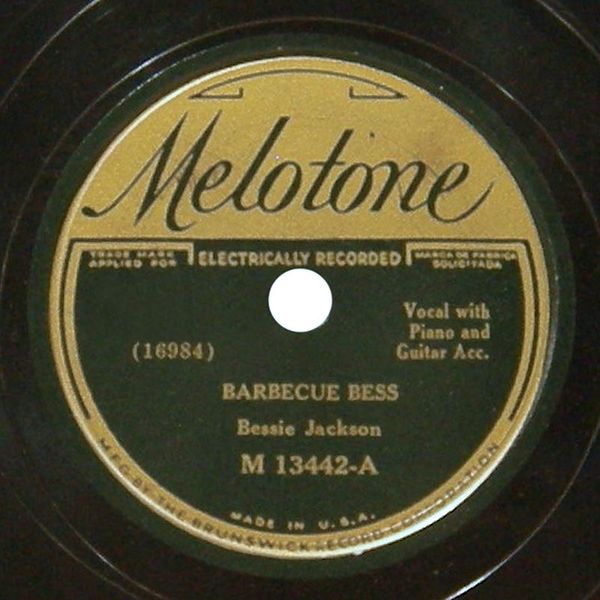 Melotone
TRADE MARK
APPLIED FOR
ELECTRICALLY RECORDED
MARCA DE FABRICA
SOLICITADA
Vocal with
Piano and
Guitar Acc.
(16984)
BARBECUE BESS
Bessie Jackson
M 13442-A
MADE IN U.S.A.
MFG. BY THE BRUNSWICK RECORD CORPORATION